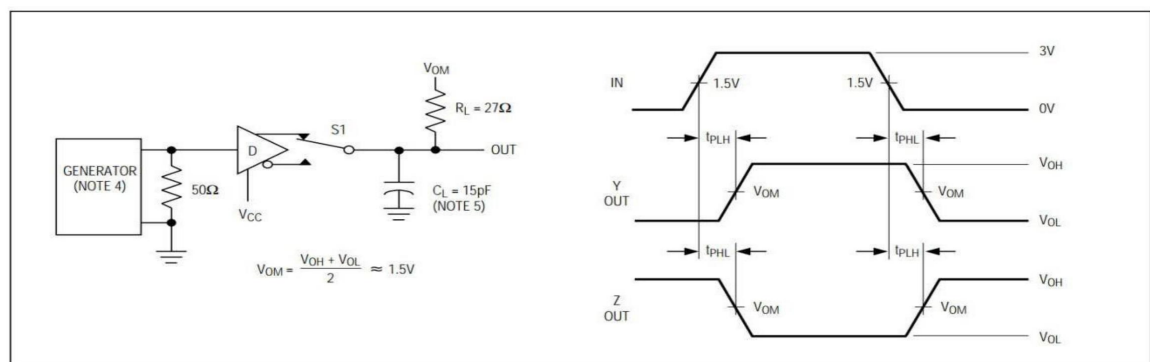 GENERATOR
(NOTE 4)
50Ω
D
VCC
S1
VOM
RL = 27Ω
OUT
CL = 15pF
(NOTE 5)
VOM = VOH + VOL / 2 ≈ 1.5V
IN
1.5V
1.5V
3V
0V
tPLH
tPHL
Y
OUT
VOM
VOM
VOH
VOL
tPHL
tPLH
Z
OUT
VOM
VOM
VOH
VOL